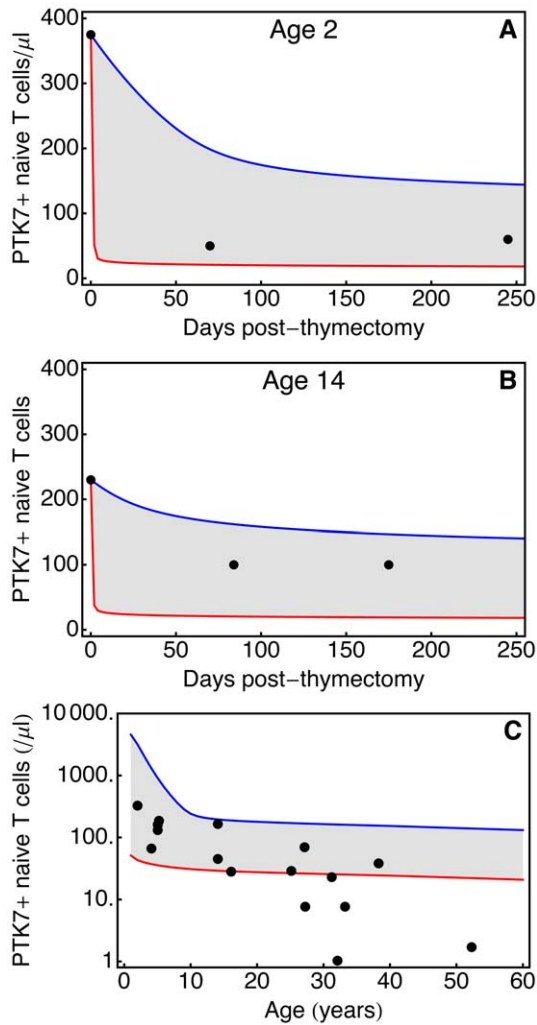 Age 2
A
PTK7+ naive T cells/μl
400
300
200
100
0
0 50 100 150 200 250
Days post−thymectomy
Age 14
B
PTK7+ naive T cells
400
300
200
100
0
0 50 100 150 200 250
Days post−thymectomy
C
PTK7+ naive T cells (/μl)
10 000.
1000.
100.
10.
1
0 10 20 30 40 50 60
Age (years)